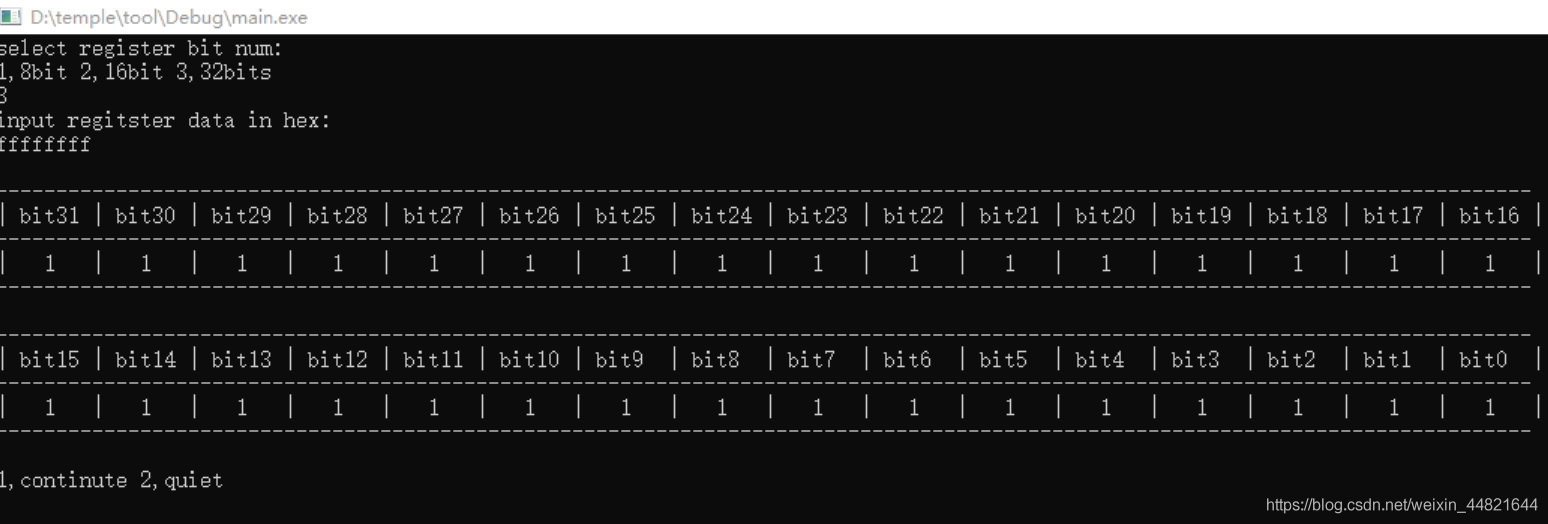 D:\temple\tool\Debug\main.exe
select register bit num:
1,8bit 2,16bit 3,32bits
3
input regitster data in hex:
ffffffff
--------------------------------------------------------------------------------------------------------------------------------
| bit31 | bit30 | bit29 | bit28 | bit27 | bit26 | bit25 | bit24 | bit23 | bit22 | bit21 | bit20 | bit19 | bit18 | bit17 | bit16 |
--------------------------------------------------------------------------------------------------------------------------------
| 1 | 1 | 1 | 1 | 1 | 1 | 1 | 1 | 1 | 1 | 1 | 1 | 1 | 1 | 1 | 1 |
--------------------------------------------------------------------------------------------------------------------------------
--------------------------------------------------------------------------------------------------------------------------------
| bit15 | bit14 | bit13 | bit12 | bit11 | bit10 | bit9 | bit8 | bit7 | bit6 | bit5 | bit4 | bit3 | bit2 | bit1 | bit0 |
--------------------------------------------------------------------------------------------------------------------------------
| 1 | 1 | 1 | 1 | 1 | 1 | 1 | 1 | 1 | 1 | 1 | 1 | 1 | 1 | 1 | 1 |
--------------------------------------------------------------------------------------------------------------------------------
1,continute 2,quiet
https://blog.csdn.net/weixin_44821644